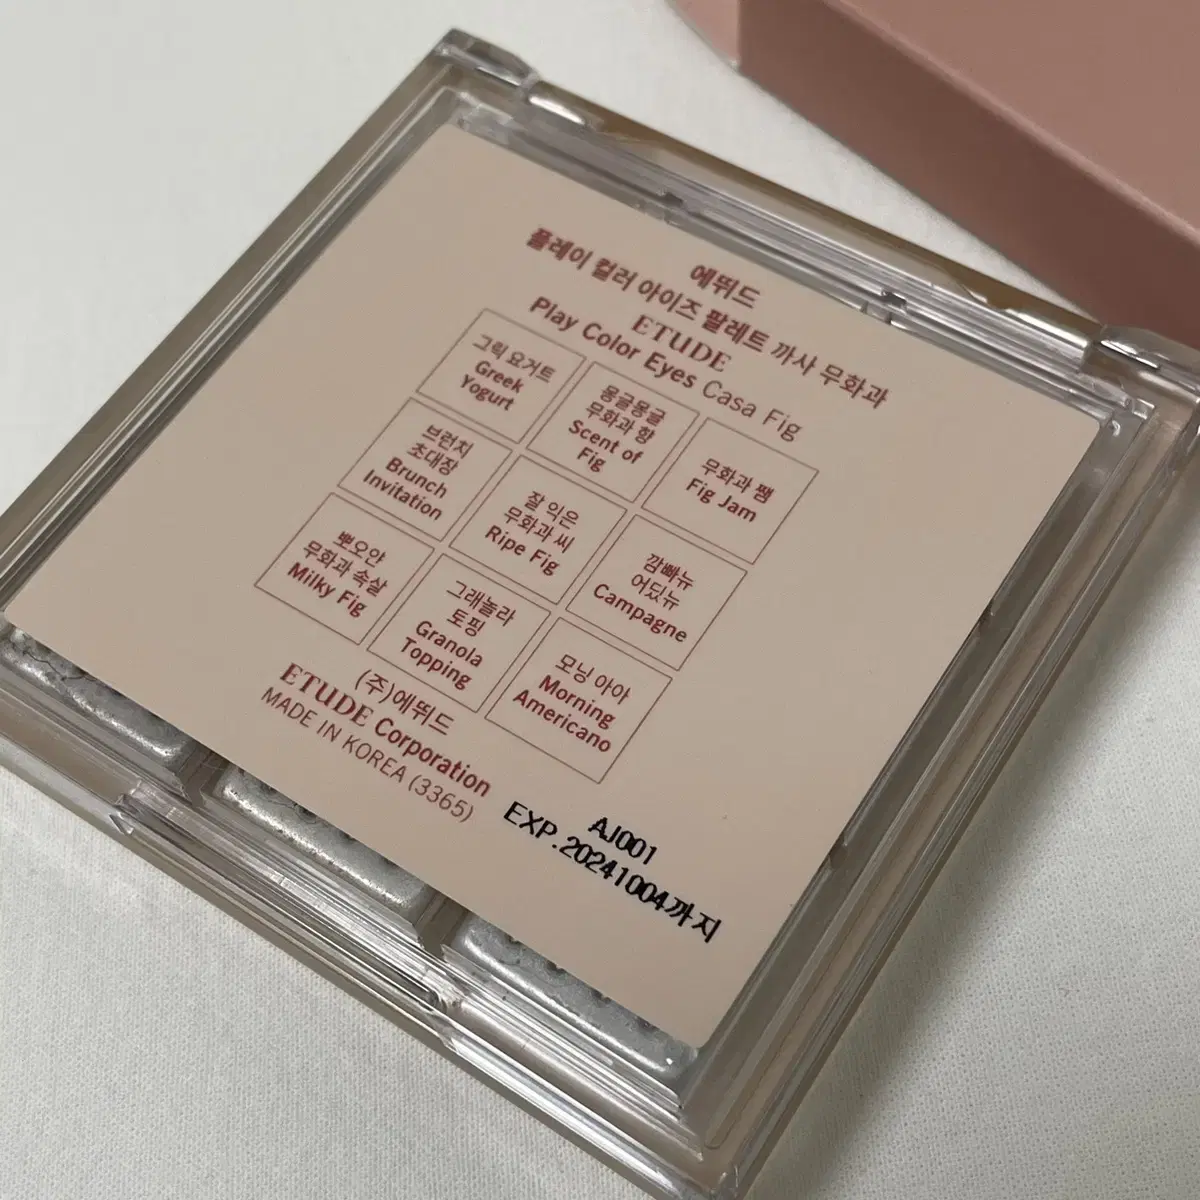 에뛰드
플레이 컬러 아이즈 팔레트 까사 무화과
ETUDE
Play Color Eyes Casa Fig
그릭 요거트
Greek
Yogurt
몽글몽글
무화과 향
Scent of
Fig
무화과 쨈
Fig Jam
브런치
초대장
Brunch
Invitation
잘 익은
무화과 씨
Ripe Fig
깜빠뉴
어딨뉴
Campagne
뽀오얀
무화과 속살
Milky Fig
그래놀라
토핑
Granola
Topping
모닝 아아
Morning
Americano
(주)에뛰드
ETUDE Corporation
MADE IN KOREA (3365)
AJ001
EXP.20241004까지